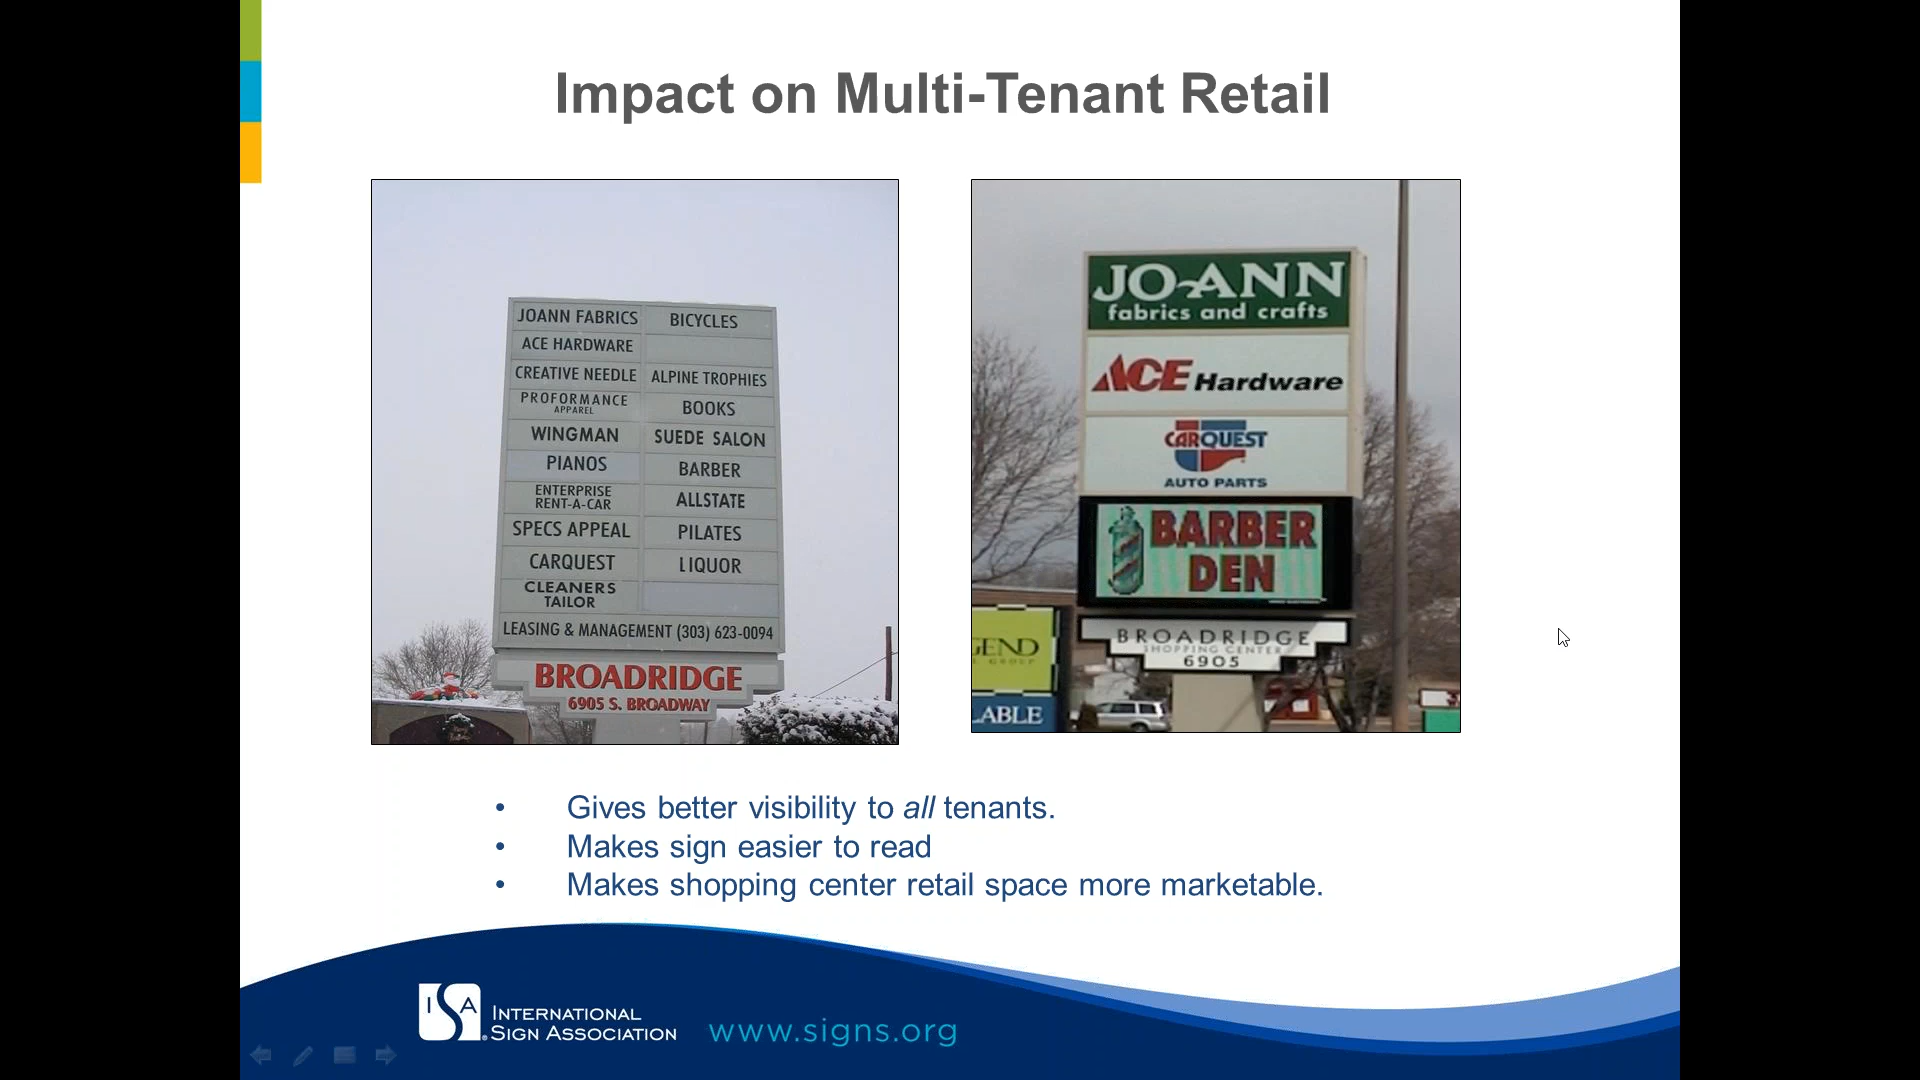 Impact on Multi-Tenant Retail
JOANN FABRICS
BICYCLES
ACE HARDWARE
CREATIVE NEEDLE
ALPINE TROPHIES
PROFORMANCE
APPAREL
BOOKS
WINGMAN
SUEDE SALON
PIANOS
BARBER
ENTERPRISE
RENT-A-CAR
ALLSTATE
SPECS APPEAL
PILATES
CARQUEST
LIQUOR
CLEANERS
TAILOR
LEASING & MANAGEMENT (303) 623-0094
BROADRIDGE
6905 S. BROADWAY
JO-ANN
fabrics and crafts
ACE Hardware
CARQUEST
AUTO PARTS
BARBER
DEN
BROADRIDGE
SHOPPING CENTER
6905
GEND
L GROUP
LABLE
• Gives better visibility to all tenants.
• Makes sign easier to read
• Makes shopping center retail space more marketable.
ISA
INTERNATIONAL
SIGN ASSOCIATION
www.signs.org